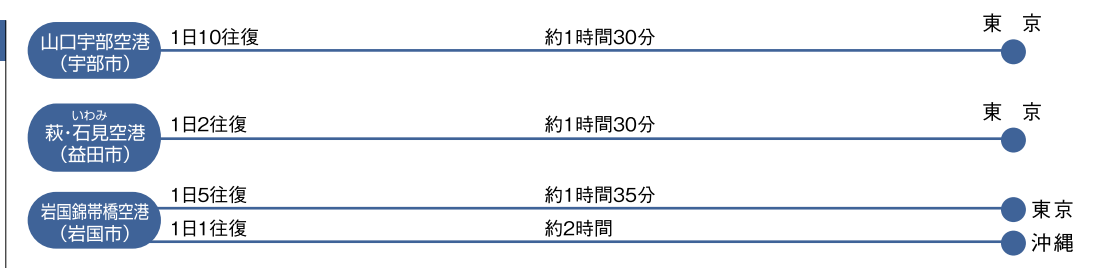 東　京
山口宇部空港
(宇部市)
1日10往復
約1時間30分
東　京
いわみ
萩・石見空港
(益田市)
1日2往復
約1時間30分
岩国錦帯橋空港
(岩国市)
1日5往復
約1時間35分
東京
1日1往復
約2時間
沖縄